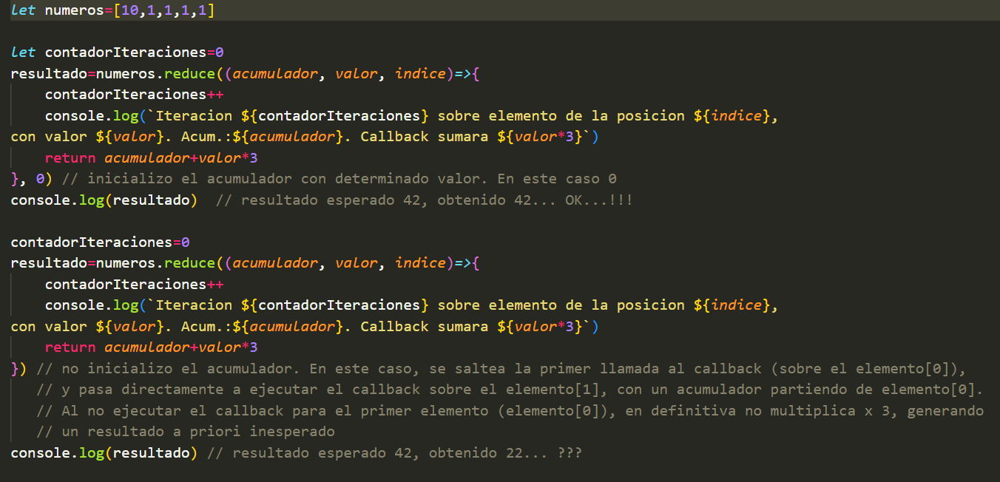 let numeros=[10,1,1,1,1]

let contadorIteraciones=0
resultado=numeros.reduce((acumulador, valor, indice)=>{
    contadorIteraciones++
    console.log(`Iteracion ${contadorIteraciones} sobre elemento de la posicion ${indice},
con valor ${valor}. Acum.:${acumulador}. Callback sumara ${valor*3}`)
    return acumulador+valor*3
}, 0) // inicializo el acumulador con determinado valor. En este caso 0
console.log(resultado)  // resultado esperado 42, obtenido 42... OK...!!!

contadorIteraciones=0
resultado=numeros.reduce((acumulador, valor, indice)=>{
    contadorIteraciones++
    console.log(`Iteracion ${contadorIteraciones} sobre elemento de la posicion ${indice},
con valor ${valor}. Acum.:${acumulador}. Callback sumara ${valor*3}`)
    return acumulador+valor*3
}) // no inicializo el acumulador. En este caso, se saltea la primer llamada al callback (sobre el elemento[0]),
   // y pasa directamente a ejecutar el callback sobre el elemento[1], con un acumulador partiendo de elemento[0].
   // Al no ejecutar el callback para el primer elemento (elemento[0]), en definitiva no multiplica x 3, generando
   // un resultado a priori inesperado
console.log(resultado) // resultado esperado 42, obtenido 22... ???